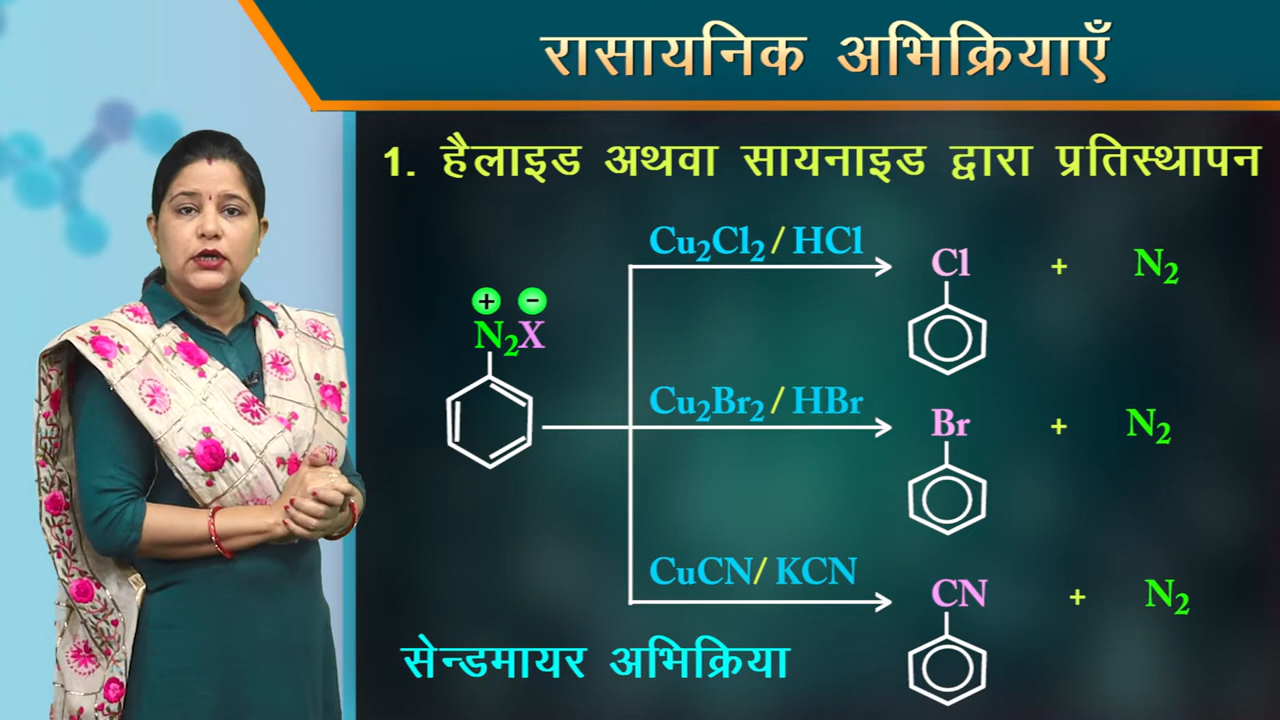 रासायनिक अभिक्रियाएँ
1. हैलाइड अथवा सायनाइड द्वारा प्रतिस्थापन
Cu₂Cl₂ / HCl
Cl + N₂
+ −
N₂X
Cu₂Br₂ / HBr
Br + N₂
CuCN/ KCN
CN + N₂
सेन्डमायर अभिक्रिया